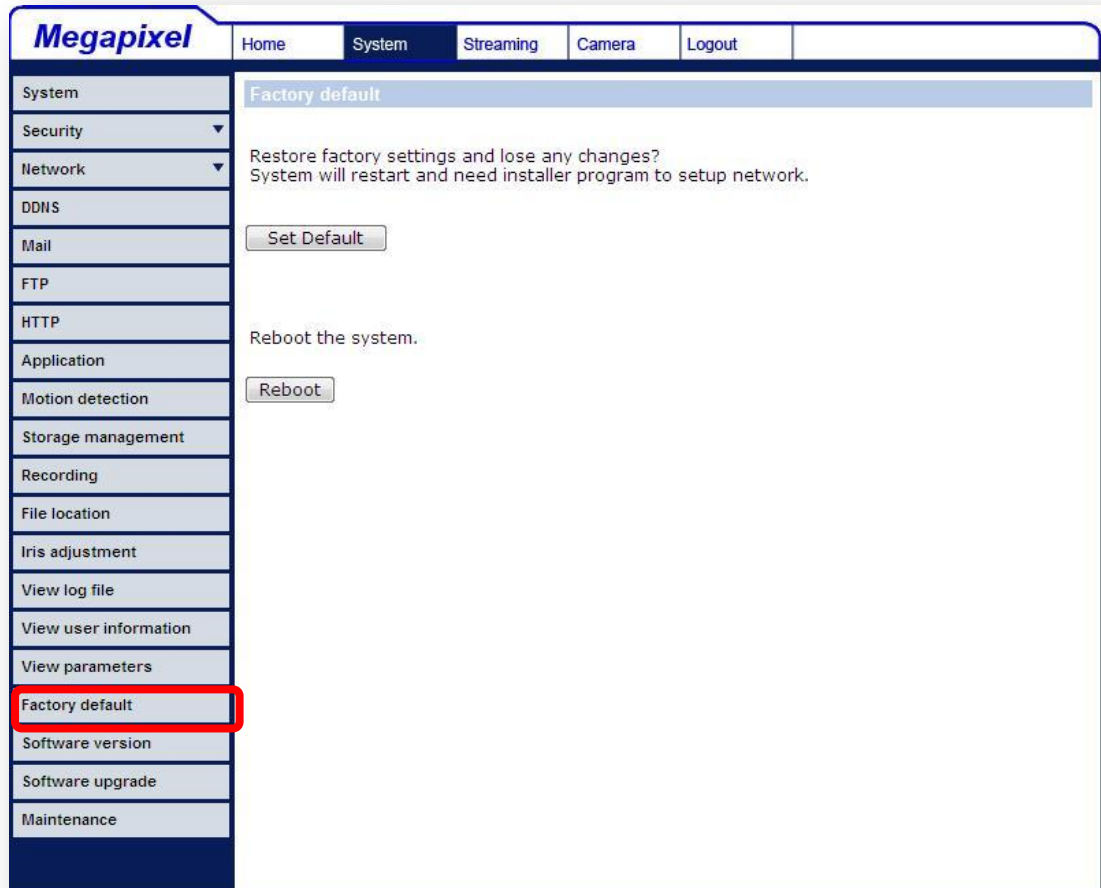 Megapixel
Home System Streaming Camera Logout
System
Security
Network
DDNS
Mail
FTP
HTTP
Application
Motion detection
Storage management
Recording
File location
Iris adjustment
View log file
View user information
View parameters
Factory default
Software version
Software upgrade
Maintenance
Factory default
Restore factory settings and lose any changes?
System will restart and need installer program to setup network.
Set Default
Reboot the system.
Reboot